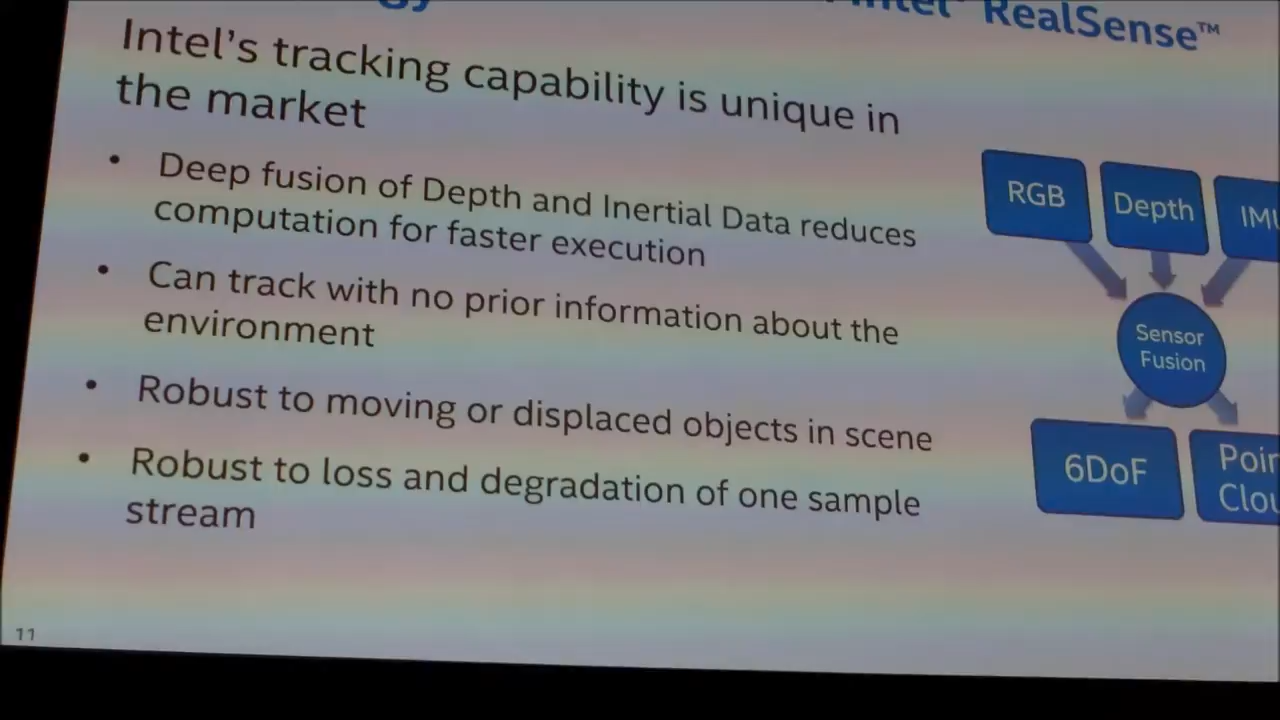 RealSense™
Intel's tracking capability is unique in
the market
• Deep fusion of Depth and Inertial Data reduces
computation for faster execution
• Can track with no prior information about the
environment
• Robust to moving or displaced objects in scene
• Robust to loss and degradation of one sample
stream
RGB
Depth
Sensor
Fusion
6DoF
11